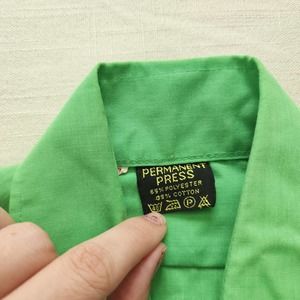 PERMANENT
PRESS
65% POLYESTER
35% COTTON
P